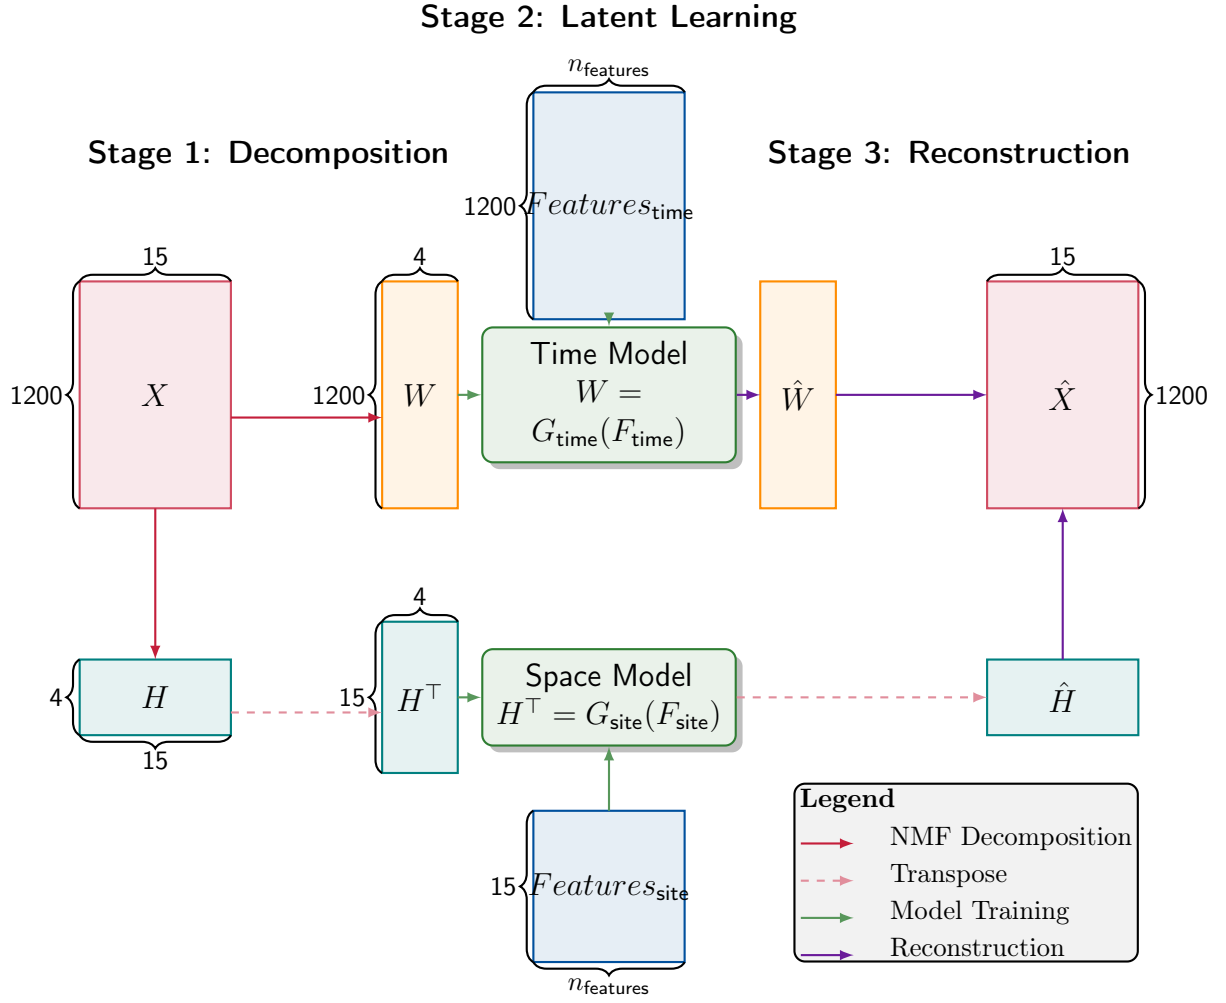 Stage 2: Latent Learning
n_features
Stage 1: Decomposition
Stage 3: Reconstruction
1200
Features_time
15
4
15
1200
X
1200
W
Time Model
W =
G_time(F_time)
Ŵ
X̂
1200
4
4
H
15
15
H^⊤
Space Model
H^⊤ = G_site(F_site)
Ĥ
15
Features_site
n_features
Legend
NMF Decomposition
Transpose
Model Training
Reconstruction